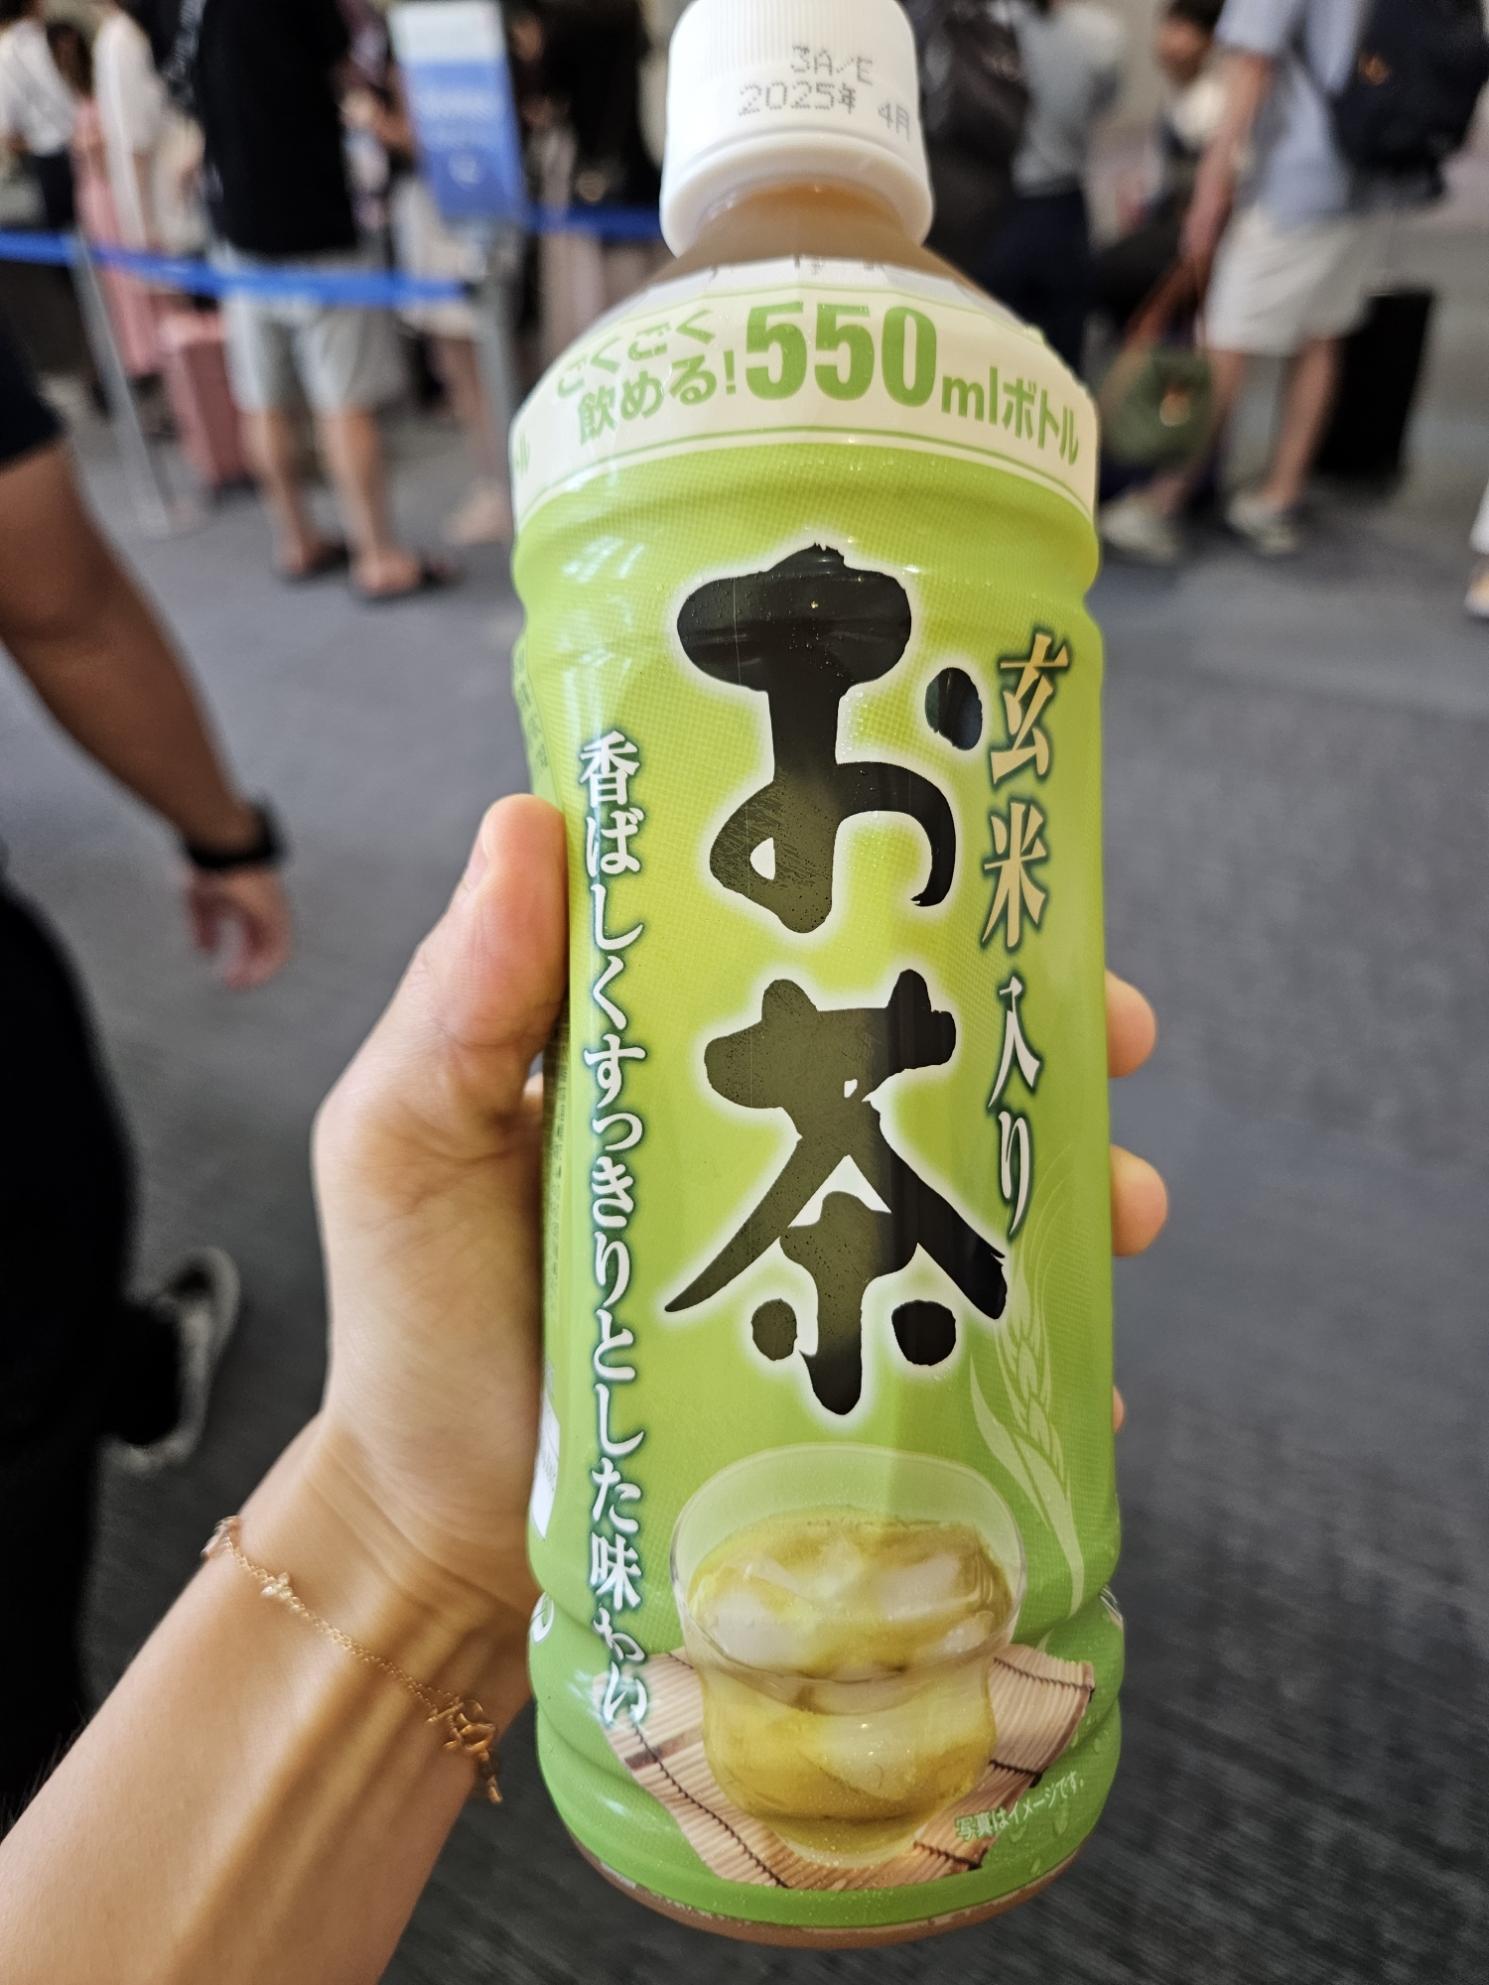 3A/E
2025年 4月
ごくごく
飲める!550mlボトル
玄米入り
お茶
香ばしくすっきりとした味わい
写真はイメージです。